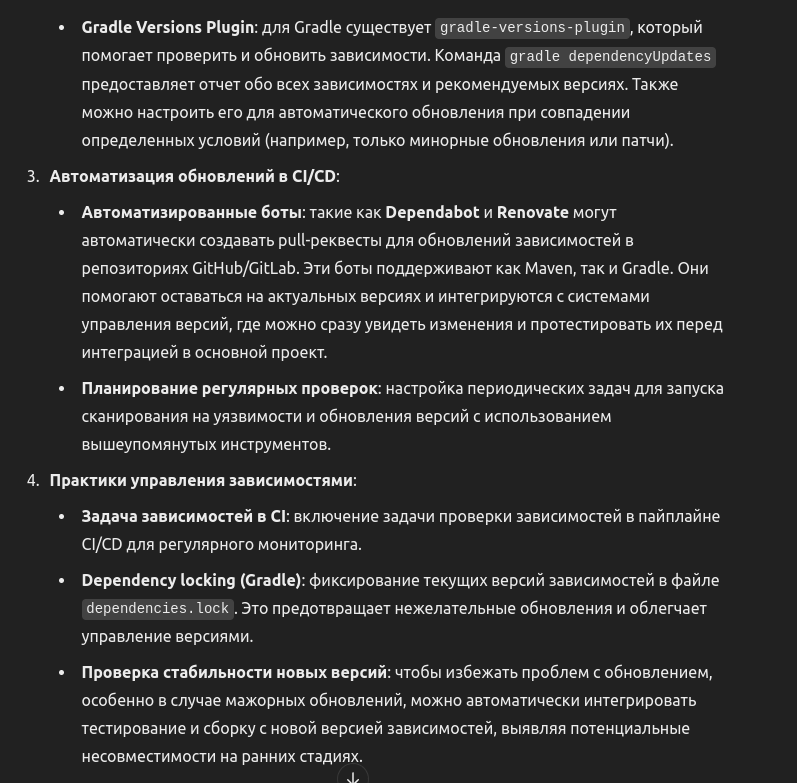 • Gradle Versions Plugin: для Gradle существует gradle-versions-plugin, который
помогает проверить и обновить зависимости. Команда gradle dependencyUpdates
предоставляет отчет обо всех зависимостях и рекомендуемых версиях. Также
можно настроить его для автоматического обновления при совпадении
определенных условий (например, только минорные обновления или патчи).
3. Автоматизация обновлений в CI/CD:
• Автоматизированные боты: такие как Dependabot и Renovate могут
автоматически создавать pull-реквесты для обновлений зависимостей в
репозиториях GitHub/GitLab. Эти боты поддерживают как Maven, так и Gradle. Они
помогают оставаться на актуальных версиях и интегрируются с системами
управления версий, где можно сразу увидеть изменения и протестировать их перед
интеграцией в основной проект.
• Планирование регулярных проверок: настройка периодических задач для запуска
сканирования на уязвимости и обновления версий с использованием
вышеупомянутых инструментов.
4. Практики управления зависимостями:
• Задача зависимостей в CI: включение задачи проверки зависимостей в пайплайне
CI/CD для регулярного мониторинга.
• Dependency locking (Gradle): фиксирование текущих версий зависимостей в файле
dependencies.lock. Это предотвращает нежелательные обновления и облегчает
управление версиями.
• Проверка стабильности новых версий: чтобы избежать проблем с обновлением,
особенно в случае мажорных обновлений, можно автоматически интегрировать
тестирование и сборку с новой версией зависимостей, выявляя потенциальные
несовместимости на ранних стадиях.